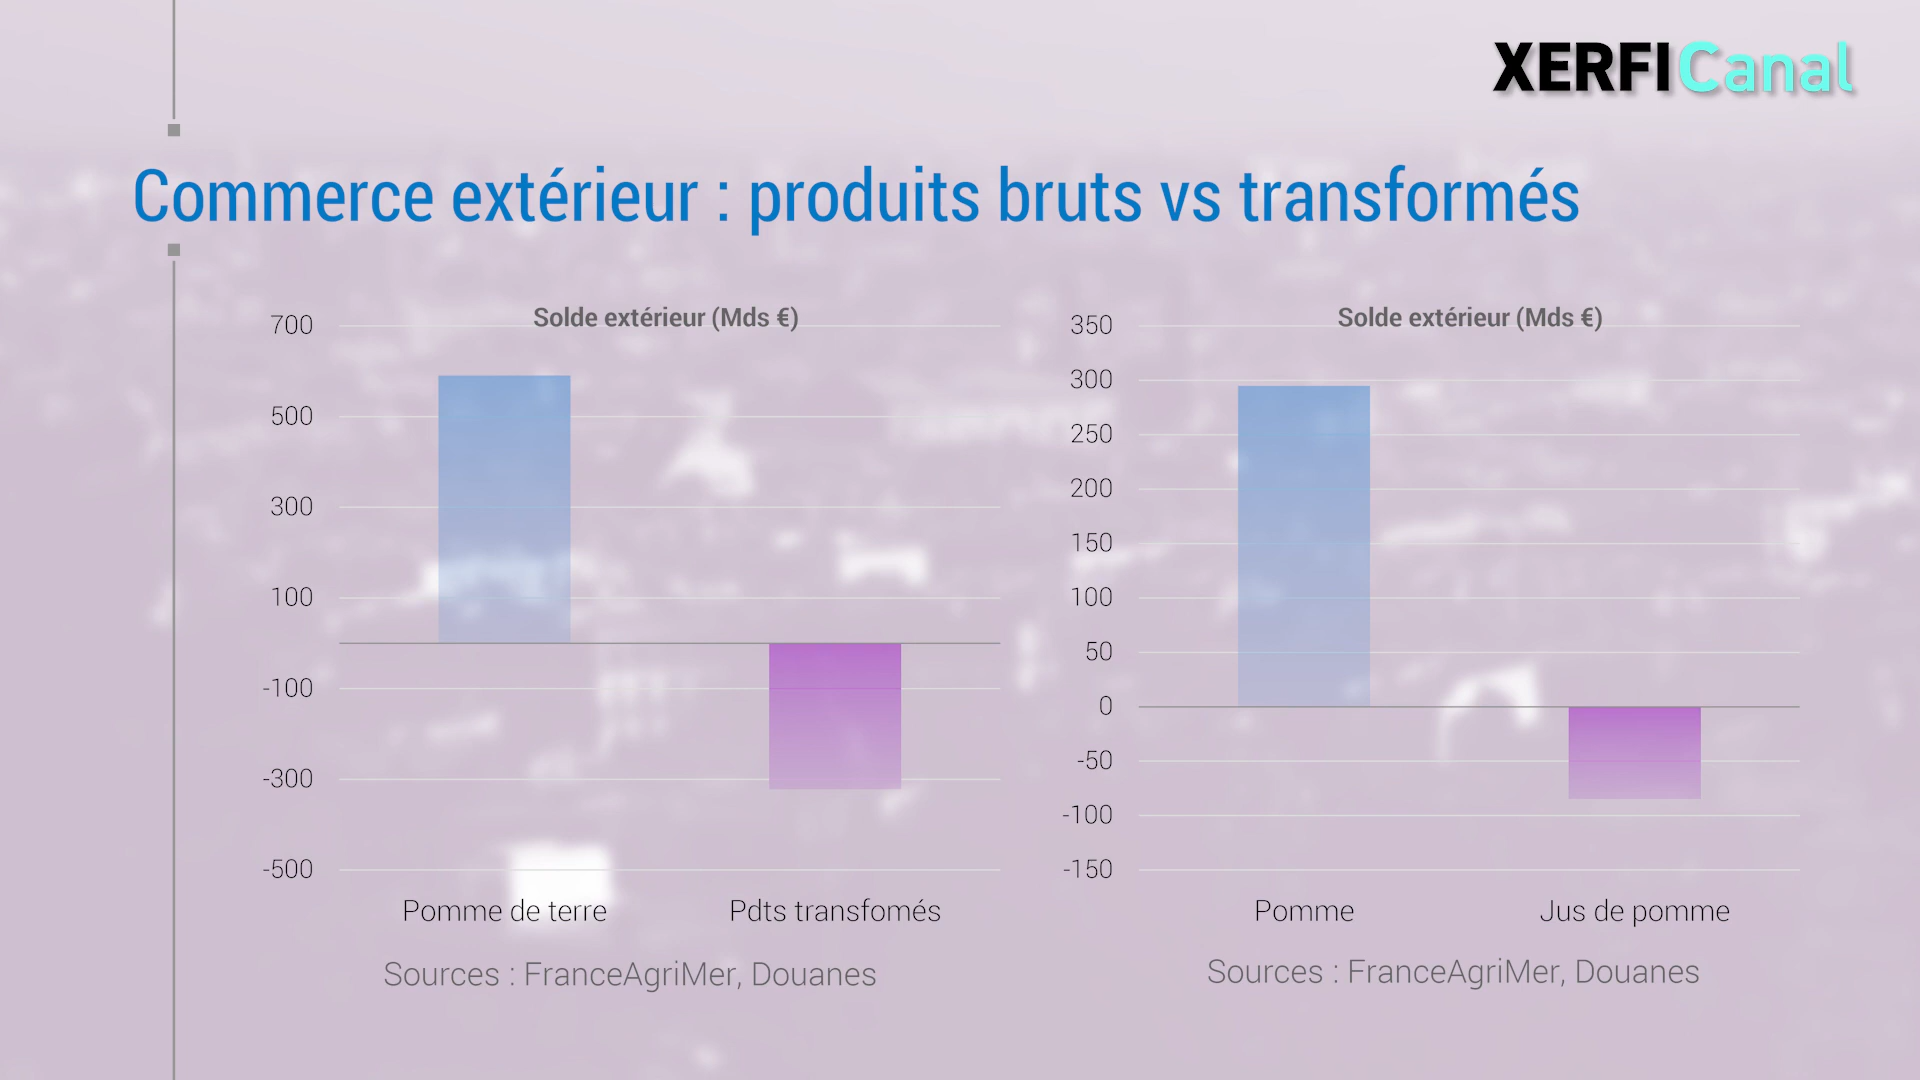 XERFI Canal
Commerce extérieur : produits bruts vs transformés
Solde extérieur (Mds €)
700
500
300
100
-100
-300
-500
Pomme de terre
Pdts transfomés
Sources : FranceAgriMer, Douanes
Solde extérieur (Mds €)
350
300
250
200
150
100
50
0
-50
-100
-150
Pomme
Jus de pomme
Sources : FranceAgriMer, Douanes